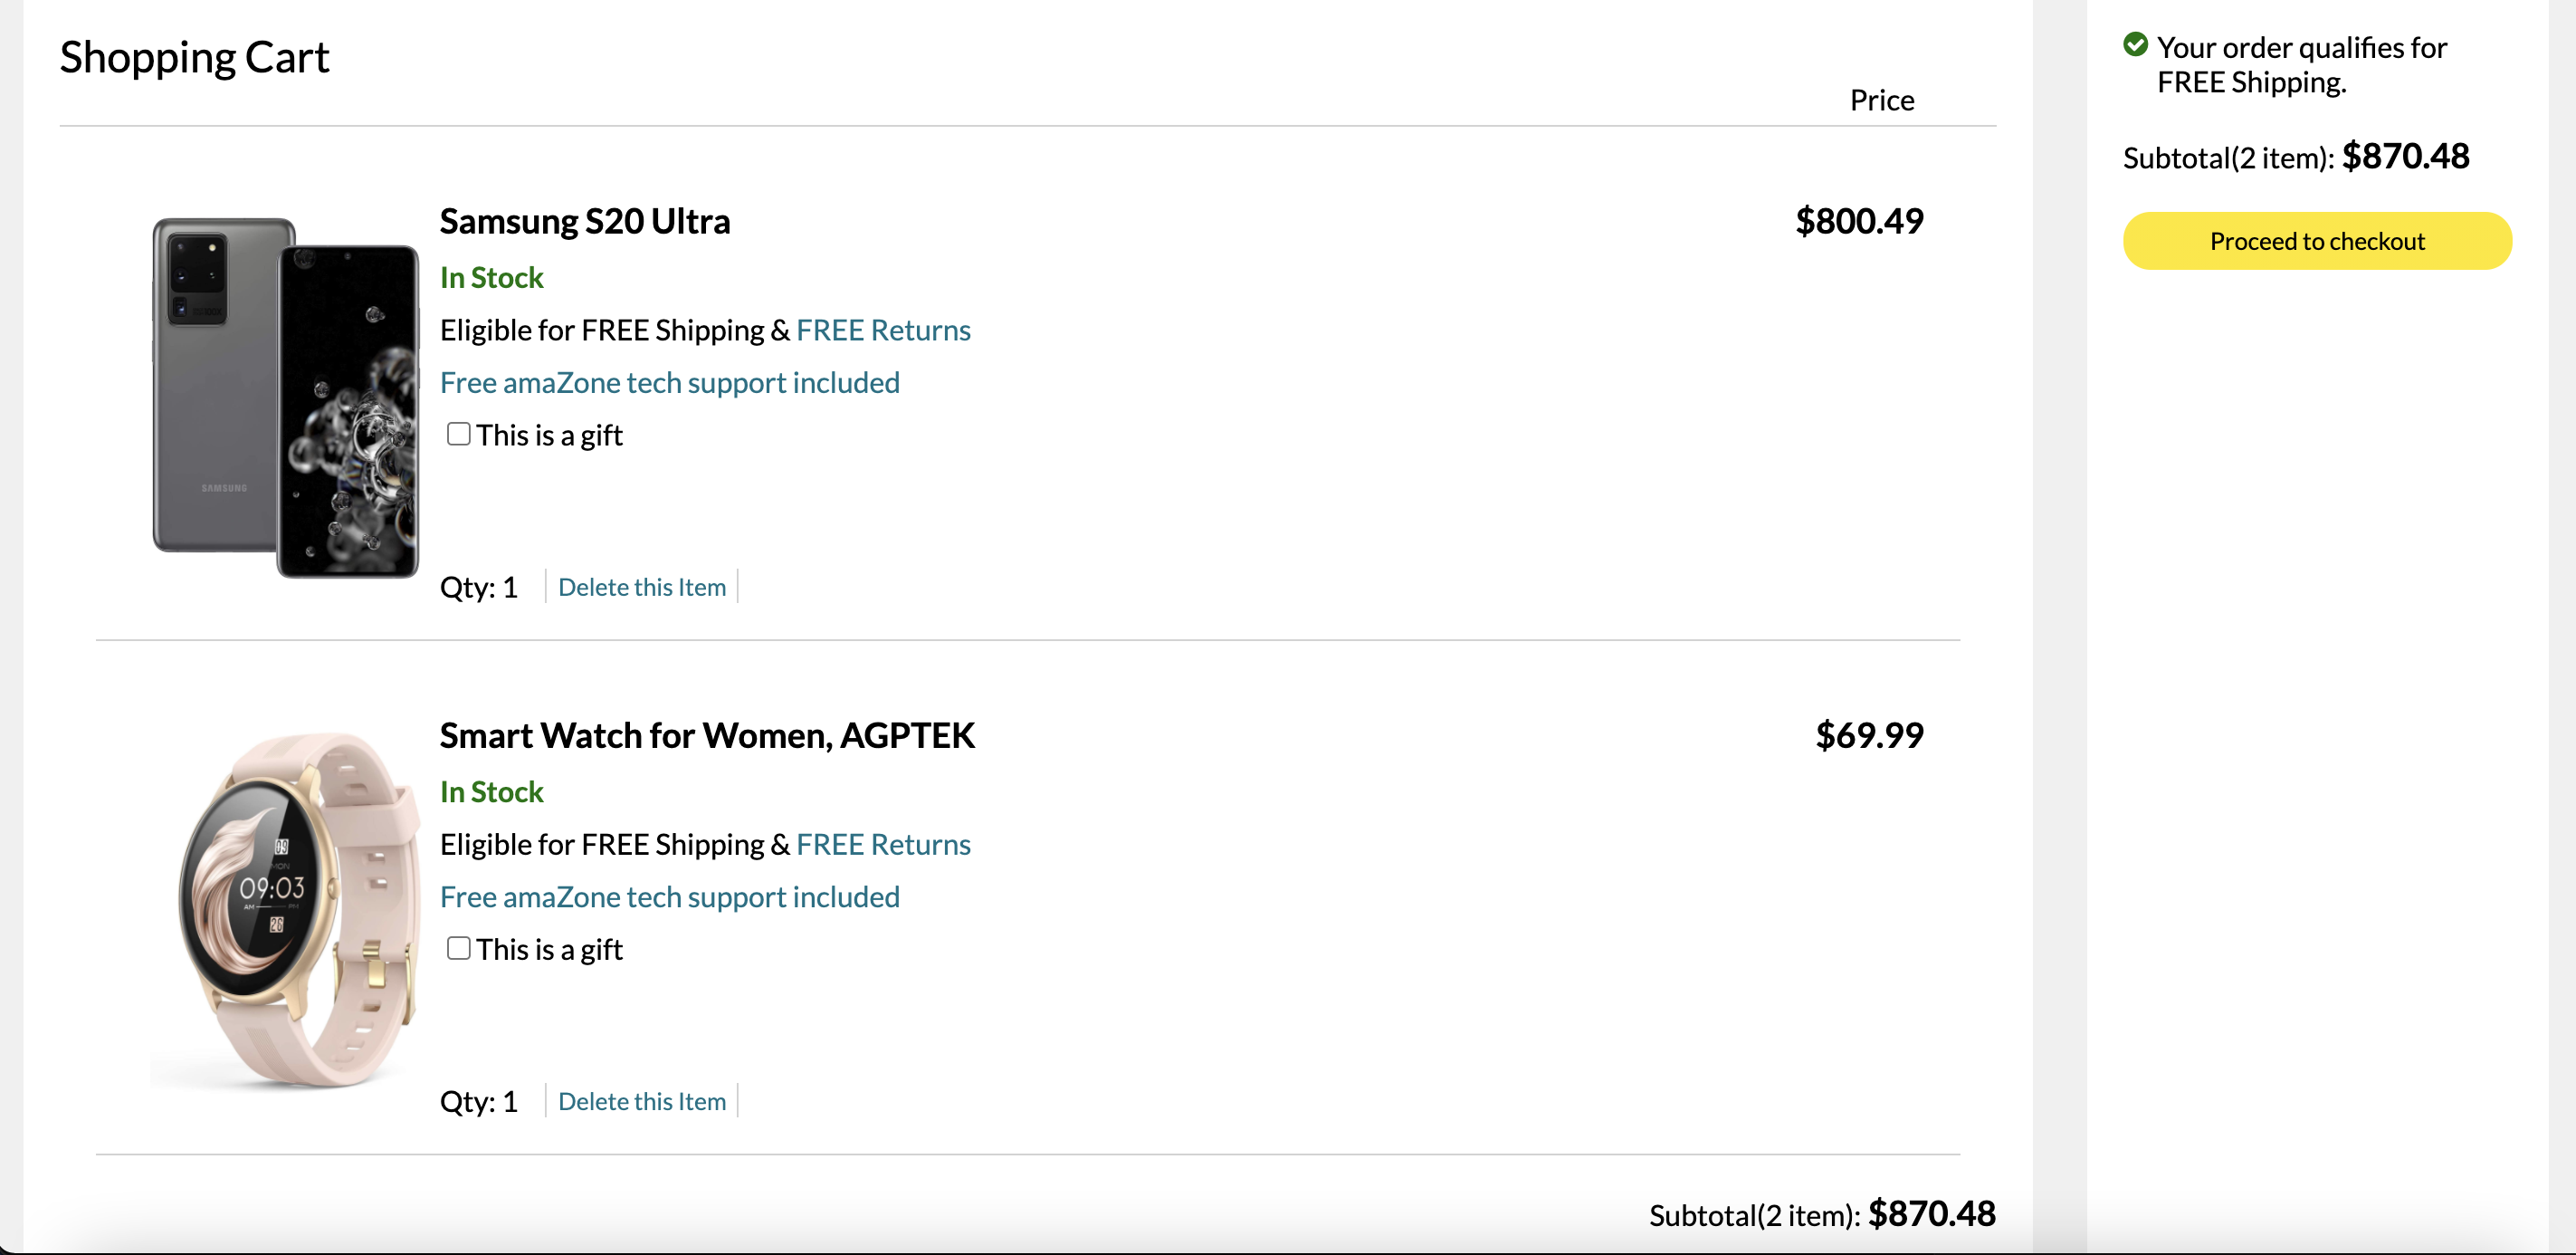 Shopping Cart
Price
Samsung S20 Ultra
$800.49
In Stock
Eligible for FREE Shipping & FREE Returns
Free amaZone tech support included
This is a gift
SAMSUNG
Qty: 1
Delete this Item
Smart Watch for Women, AGPTEK
$69.99
In Stock
Eligible for FREE Shipping & FREE Returns
Free amaZone tech support included
This is a gift
09
MON
09:03
AM
26
Qty: 1
Delete this Item
Subtotal(2 item): $870.48
Your order qualifies for
FREE Shipping.
Subtotal(2 item): $870.48
Proceed to checkout